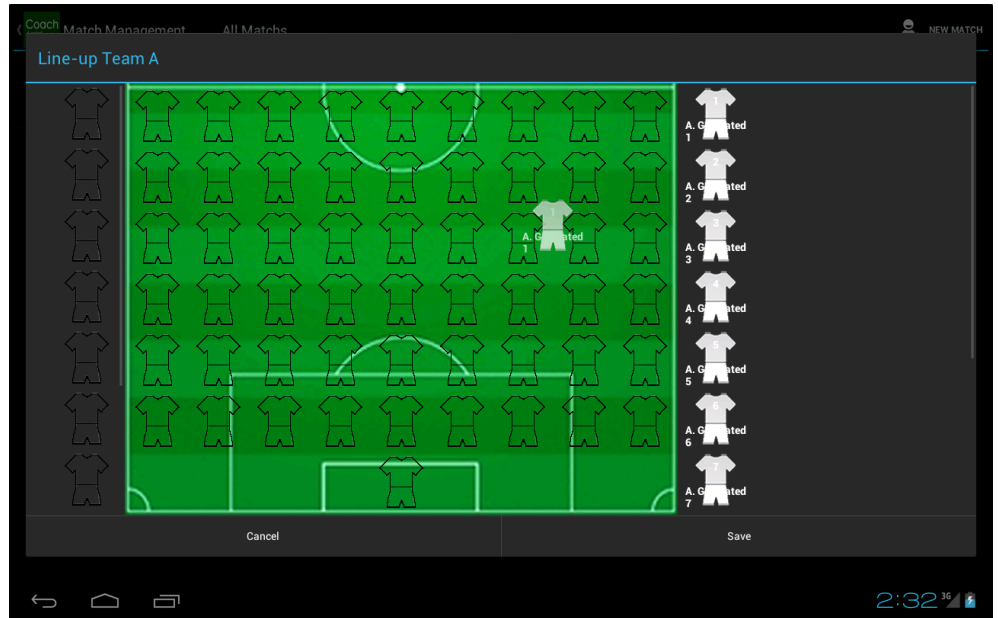 Coach
Match Management
All Matchs
NEW MATCH
Line-up Team A
1
A. G
ated
1
2
A. G
ated
2
1
A. G
ated
1
3
A. G
ated
3
4
A. G
ated
4
5
A. G
ated
5
6
A. G
ated
6
7
A. G
ated
7
Cancel
Save
2:32
3G